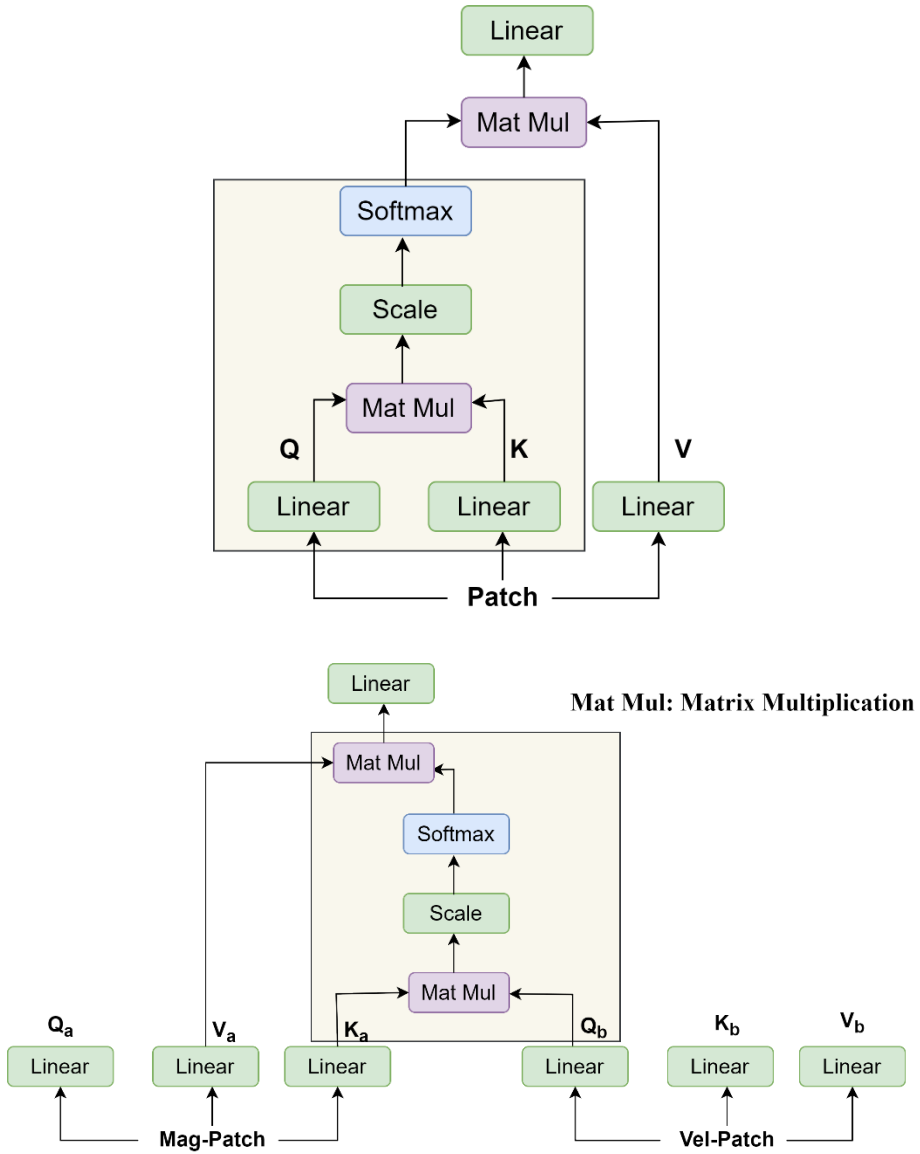 Linear
Mat Mul
Softmax
Scale
Mat Mul
Q K V
Linear Linear Linear
Patch
Linear
Mat Mul: Matrix Multiplication
Mat Mul
Softmax
Scale
Mat Mul
Qa Va Ka Qb Kb Vb
Linear Linear Linear Linear Linear Linear
Mag-Patch Vel-Patch